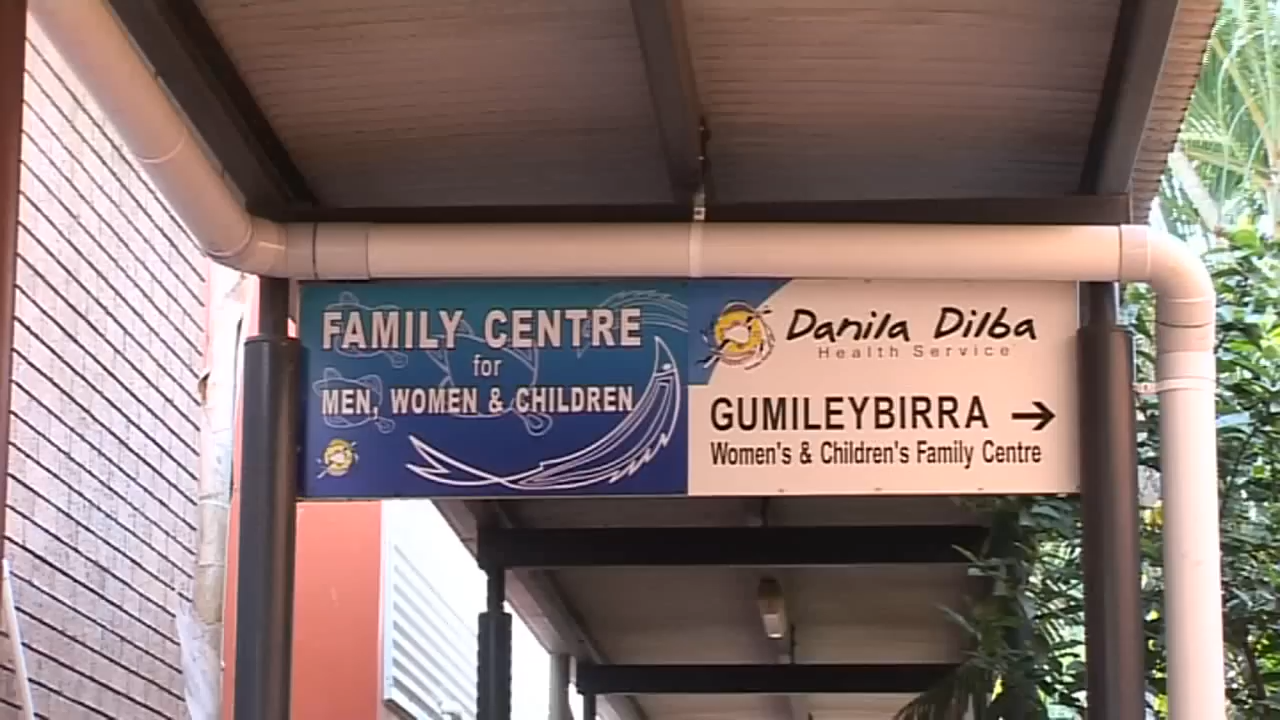 FAMILY CENTRE
for
MEN, WOMEN & CHILDREN
Danila Dilba
Health Service
GUMILEYBIRRA →
Women's & Children's Family Centre